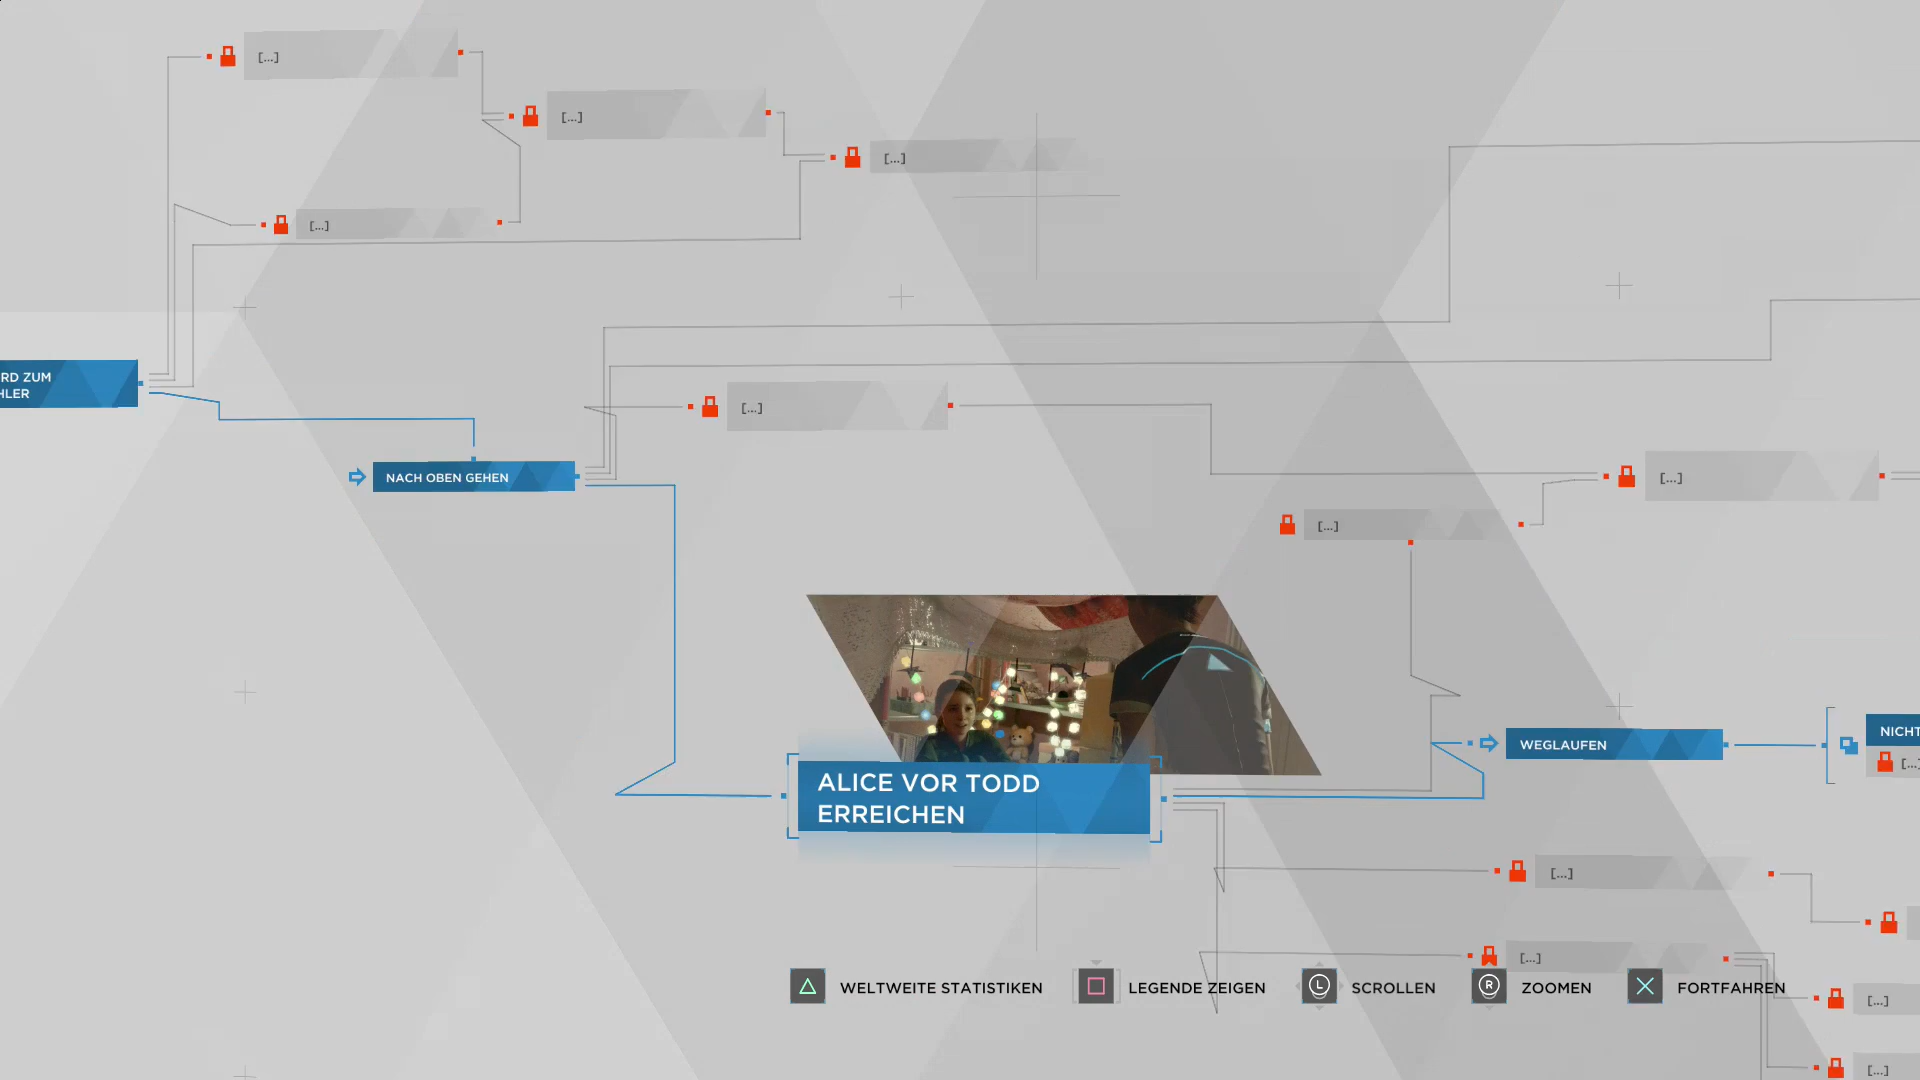 [...]
[...]
[...]
[...]
RD ZUM
HLER
[...]
NACH OBEN GEHEN
[...]
[...]
WEGLAUFEN
NICHT
[...]
ALICE VOR TODD
ERREICHEN
[...]
[...]
WELTWEITE STATISTIKEN
LEGENDE ZEIGEN
L
SCROLLEN
R
ZOOMEN
FORTFAHREN
[...]
[...]